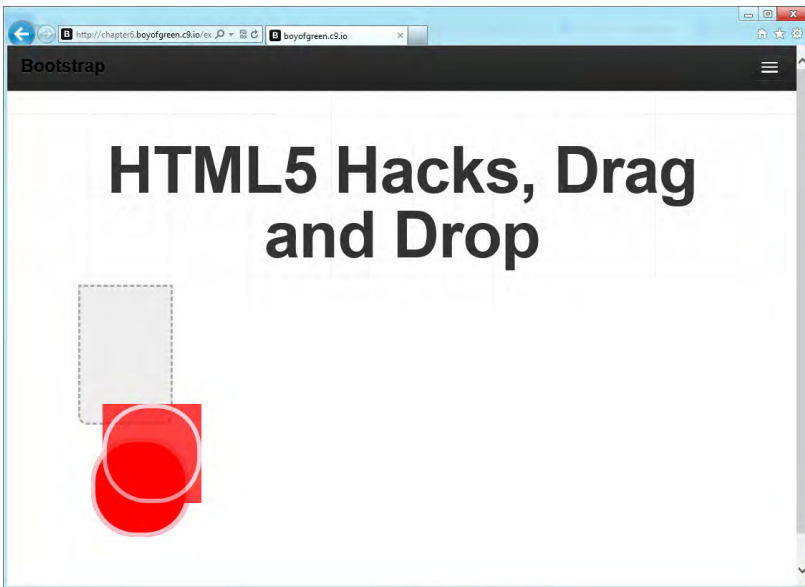 B http://chapter6.boyofgreen.c9.io/ex
B boyofgreen.c9.io
Bootstrap
HTML5 Hacks, Drag
and Drop